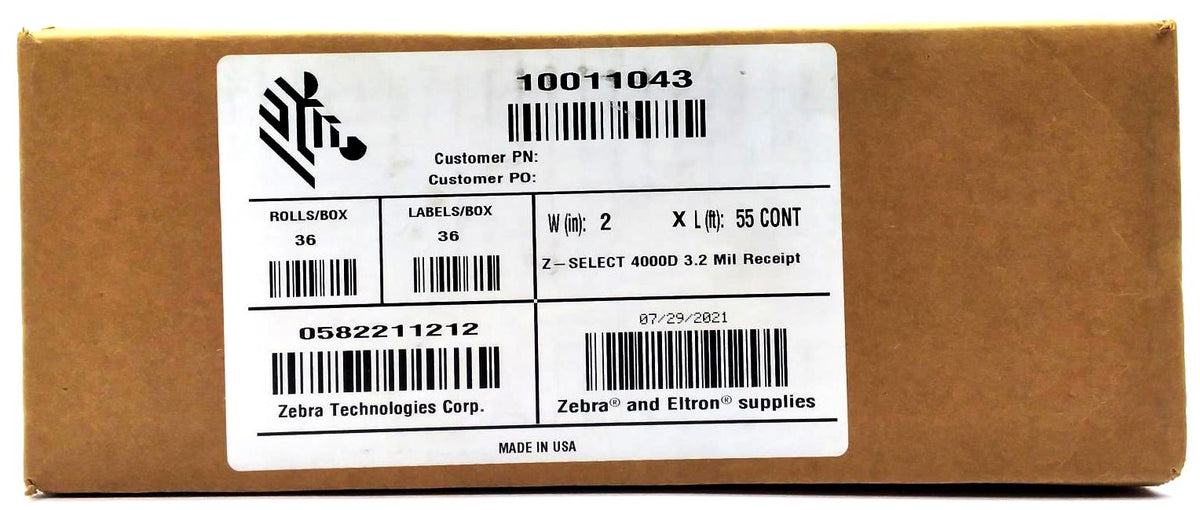 10011043
Customer PN:
Customer PO:
ROLLS/BOX
36
LABELS/BOX
36
W (in): 2 X L (ft): 55 CONT
Z-SELECT 4000D 3.2 Mil Receipt
0582211212
Zebra Technologies Corp.
07/29/2021
Zebra® and Eltron® supplies
MADE IN USA